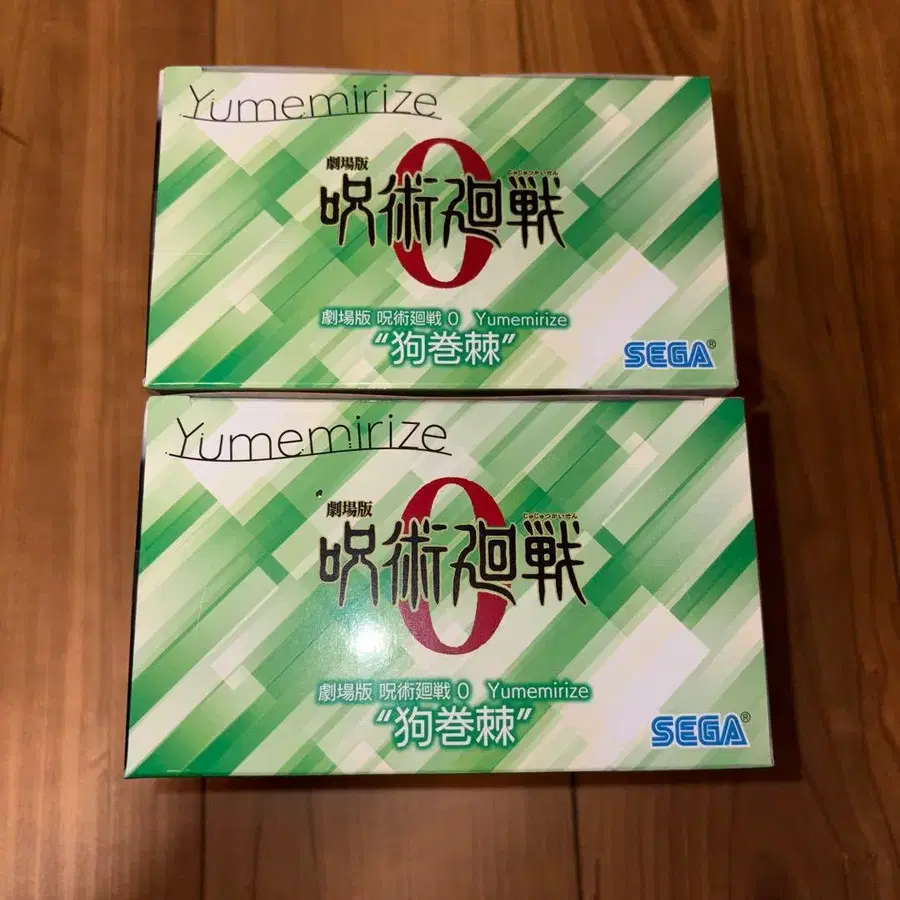 Yumemirize
劇場版
じゅじゅつかいせん
呪術廻戦
0
劇場版 呪術廻戦 0 Yumemirize
“狗巻棘”
SEGA®
Yumemirize
劇場版
じゅじゅつかいせん
呪術廻戦
0
劇場版 呪術廻戦 0 Yumemirize
“狗巻棘”
SEGA®